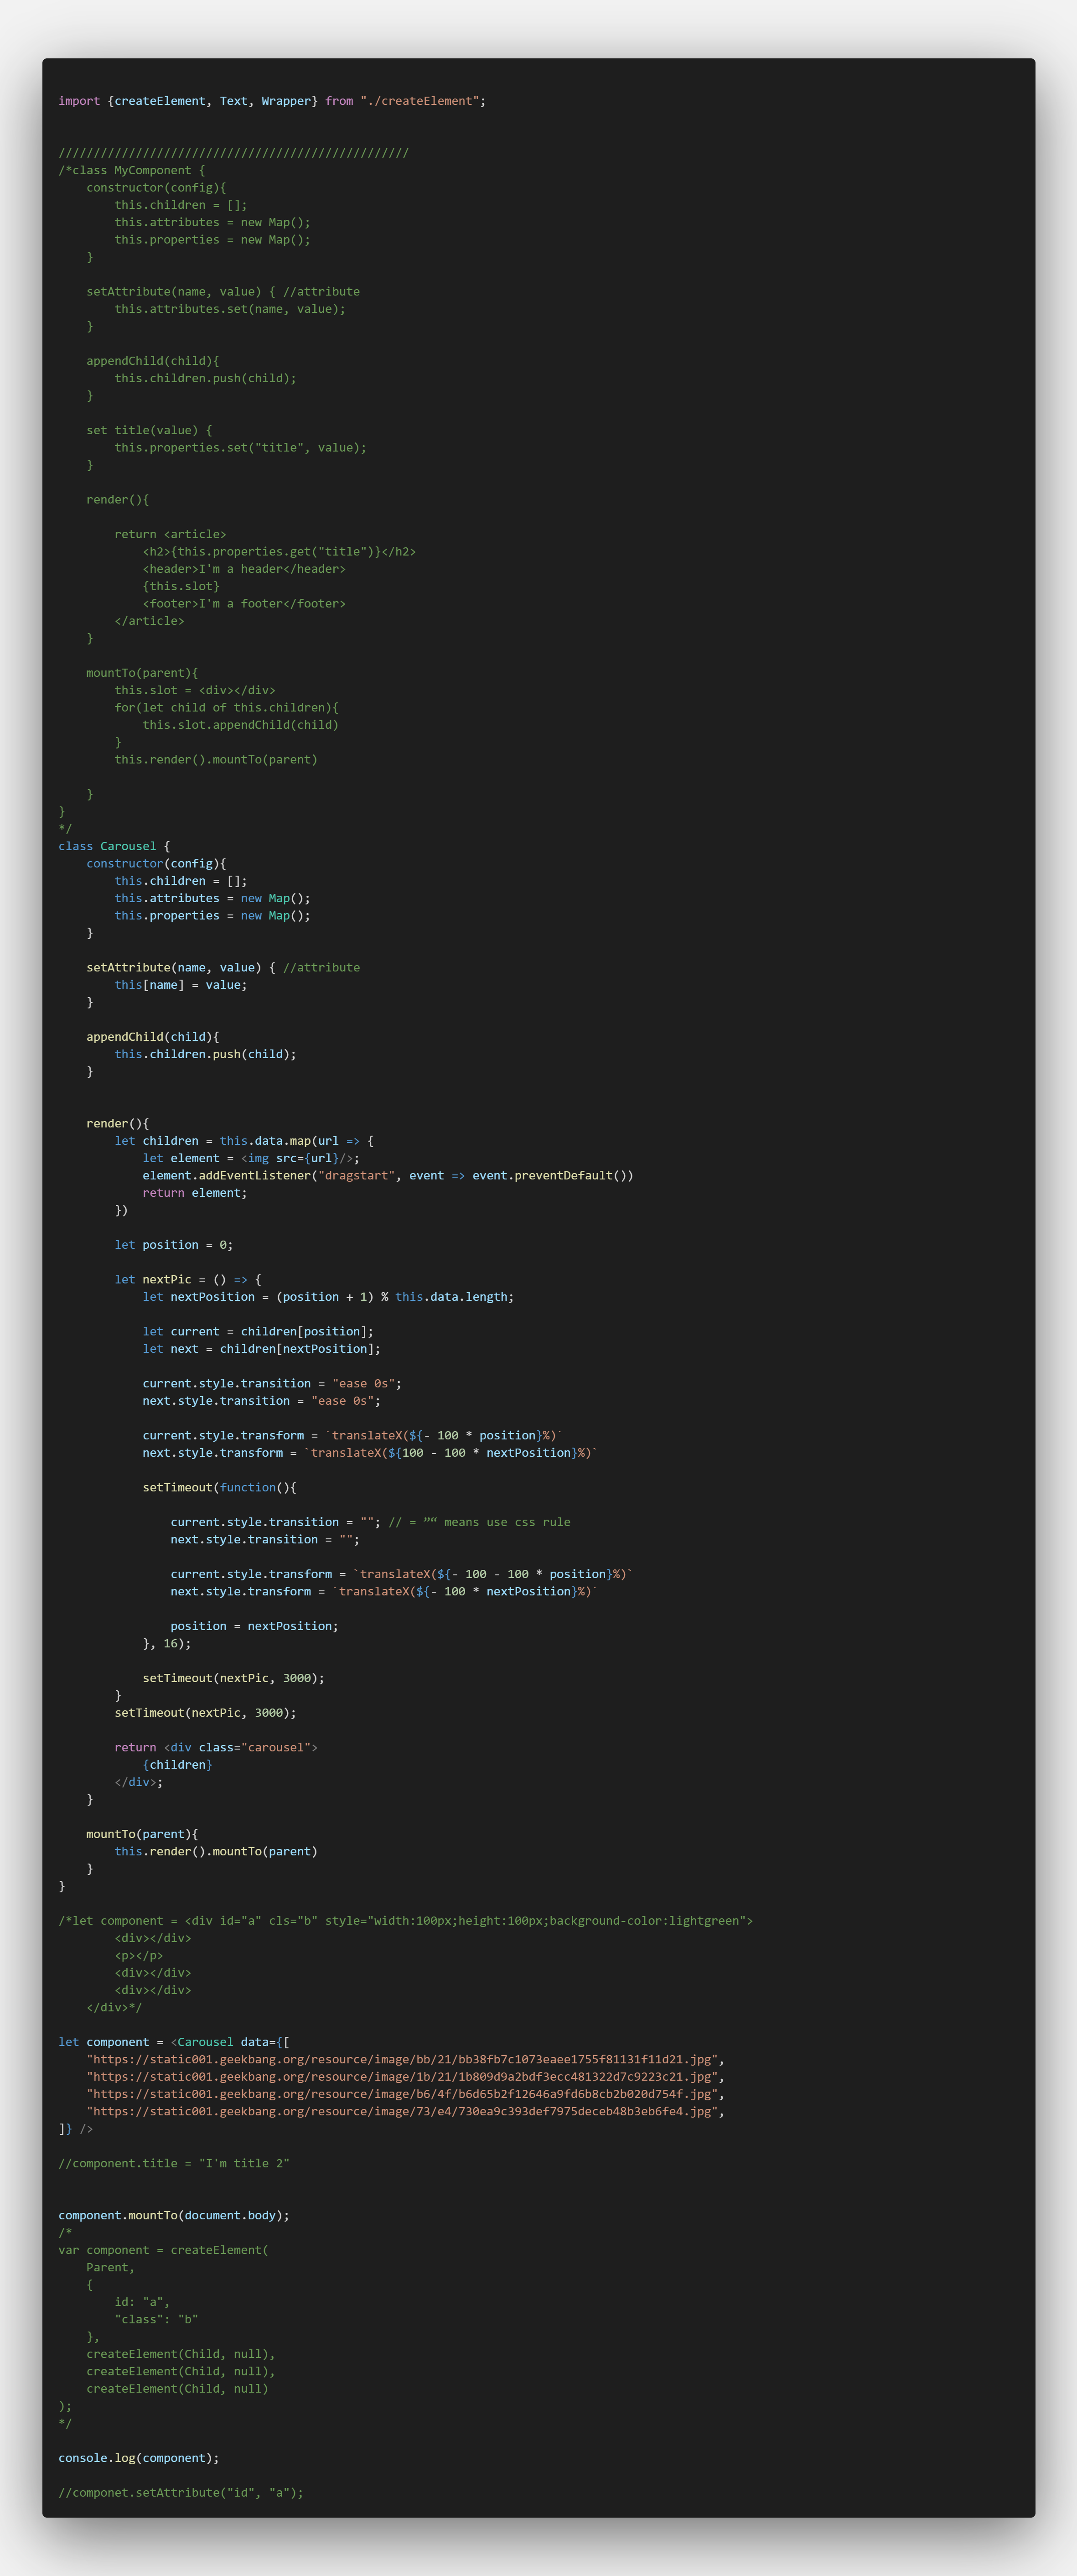 import {createElement, Text, Wrapper} from "./createElement";
//////////////////////////////////////////////////
/*class MyComponent {
    constructor(config){
        this.children = [];
        this.attributes = new Map();
        this.properties = new Map();
    }
    setAttribute(name, value) { //attribute
        this.attributes.set(name, value);
    }
    appendChild(child){
        this.children.push(child);
    }
    set title(value) {
        this.properties.set("title", value);
    }
    render(){
        return <article>
            <h2>{this.properties.get("title")}</h2>
            <header>I'm a header</header>
            {this.slot}
            <footer>I'm a footer</footer>
        </article>
    }
    mountTo(parent){
        this.slot = <div></div>
        for(let child of this.children){
            this.slot.appendChild(child)
        }
        this.render().mountTo(parent)
    }
}
*/
class Carousel {
    constructor(config){
        this.children = [];
        this.attributes = new Map();
        this.properties = new Map();
    }
    setAttribute(name, value) { //attribute
        this[name] = value;
    }
    appendChild(child){
        this.children.push(child);
    }
    render(){
        let children = this.data.map(url => {
            let element = <img src={url}/>;
            element.addEventListener("dragstart", event => event.preventDefault())
            return element;
        })
        let position = 0;
        let nextPic = () => {
            let nextPosition = (position + 1) % this.data.length;
            let current = children[position];
            let next = children[nextPosition];
            current.style.transition = "ease 0s";
            next.style.transition = "ease 0s";
            current.style.transform = `translateX(${- 100 * position}%)`
            next.style.transform = `translateX(${100 - 100 * nextPosition}%)`
            setTimeout(function(){
                current.style.transition = ""; // = ”“ means use css rule
                next.style.transition = "";
                current.style.transform = `translateX(${- 100 - 100 * position}%)`
                next.style.transform = `translateX(${- 100 * nextPosition}%)`
                position = nextPosition;
            }, 16);
            setTimeout(nextPic, 3000);
        }
        setTimeout(nextPic, 3000);
        return <div class="carousel">
            {children}
        </div>;
    }
    mountTo(parent){
        this.render().mountTo(parent)
    }
}
/*let component = <div id="a" cls="b" style="width:100px;height:100px;background-color:lightgreen">
        <div></div>
        <p></p>
        <div></div>
        <div></div>
    </div>*/
let component = <Carousel data={[
    "https://static001.geekbang.org/resource/image/bb/21/bb38fb7c1073eaee1755f81131f11d21.jpg",
    "https://static001.geekbang.org/resource/image/1b/21/1b809d9a2bdf3ecc481322d7c9223c21.jpg",
    "https://static001.geekbang.org/resource/image/b6/4f/b6d65b2f12646a9fd6b8cb2b020d754f.jpg",
    "https://static001.geekbang.org/resource/image/73/e4/730ea9c393def7975deceb48b3eb6fe4.jpg",
]} />
//component.title = "I'm title 2"
component.mountTo(document.body);
/*
var component = createElement(
    Parent,
    {
        id: "a",
        "class": "b"
    },
    createElement(Child, null),
    createElement(Child, null),
    createElement(Child, null)
);
*/
console.log(component);
//componet.setAttribute("id", "a");